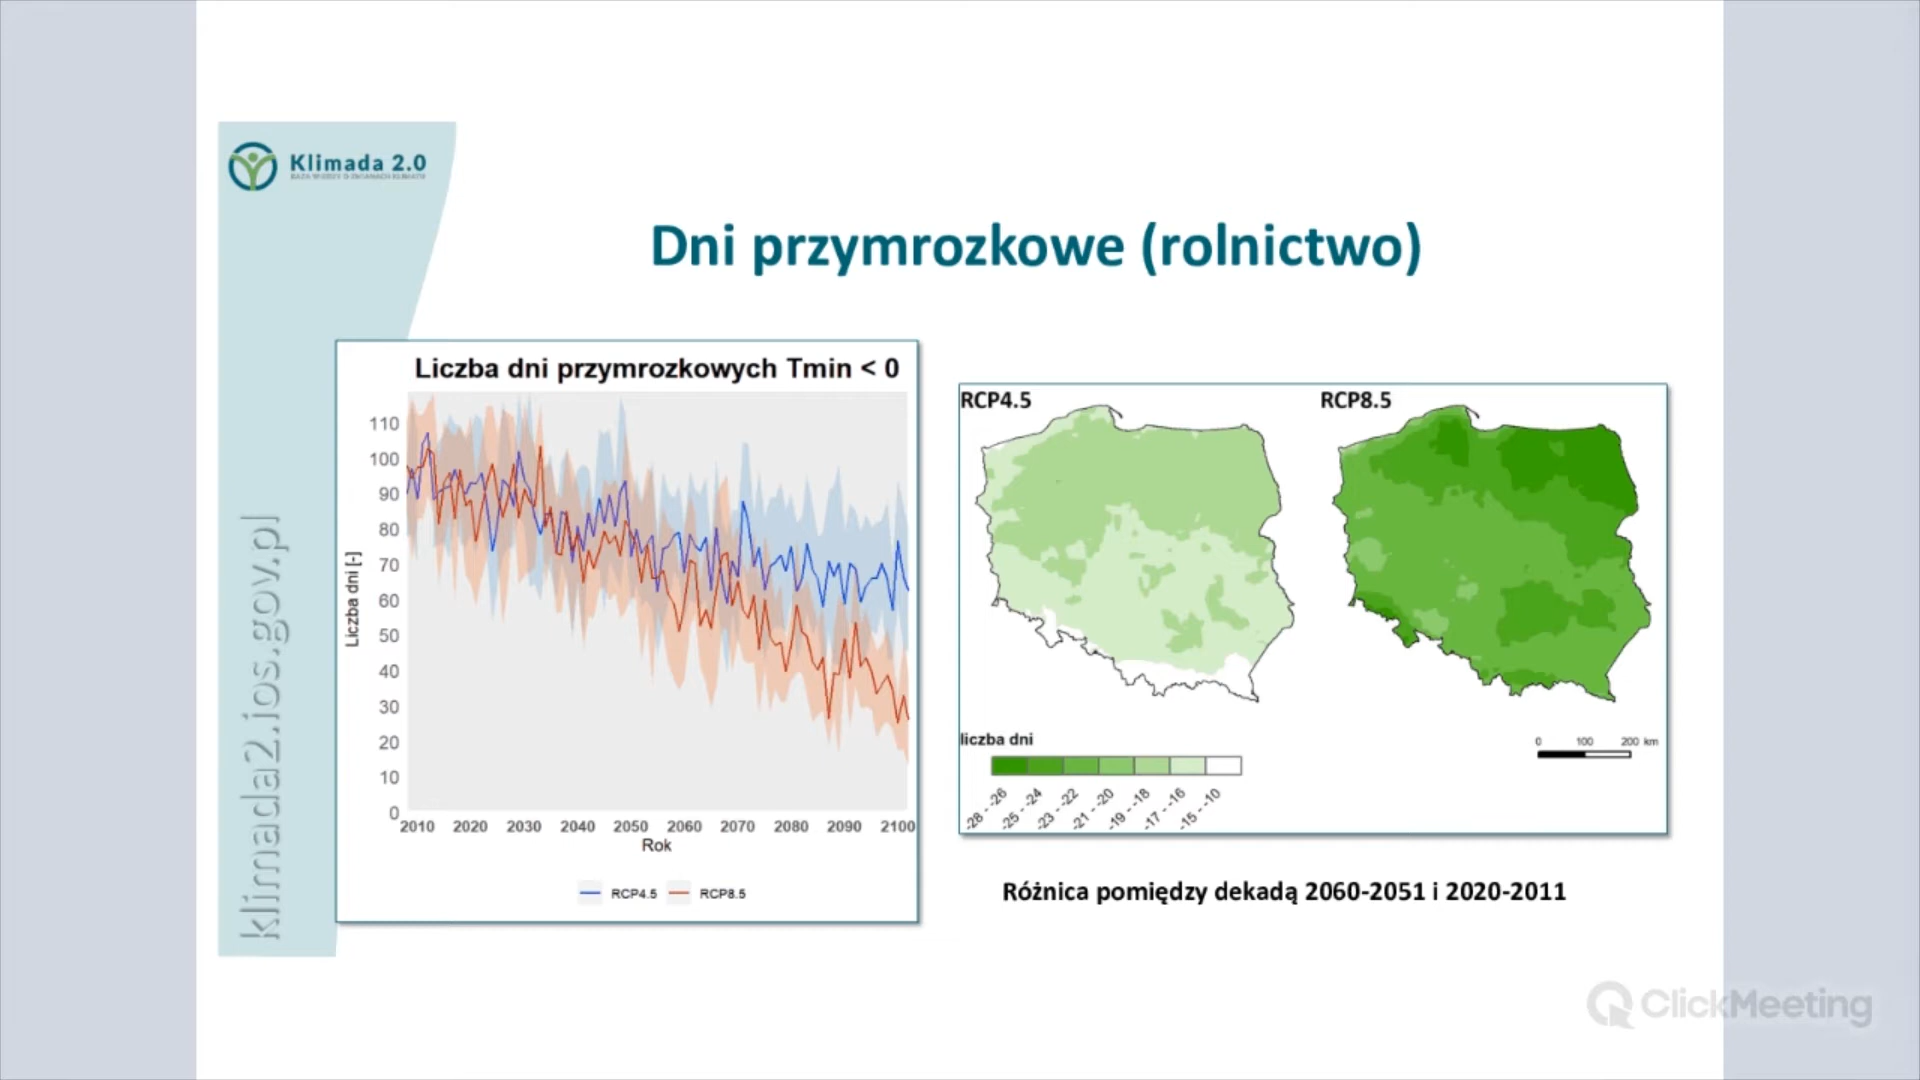 Klimada 2.0
BAZA WIEDZY O ZMIANACH KLIMATU
klimada2.ios.gov.pl
Dni przymrozkowe (rolnictwo)
Liczba dni przymrozkowych Tmin < 0
Liczba dni [-]
110
100
90
80
70
60
50
40
30
20
10
0
2010 2020 2030 2040 2050 2060 2070 2080 2090 2100
Rok
RCP4.5 RCP8.5
RCP4.5 RCP8.5
liczba dni
-28 - -26
-25 - -24
-23 - -22
-21 - -20
-19 - -18
-17 - -16
-15 - -10
0 100 200 km
Różnica pomiędzy dekadą 2060-2051 i 2020-2011
ClickMeeting